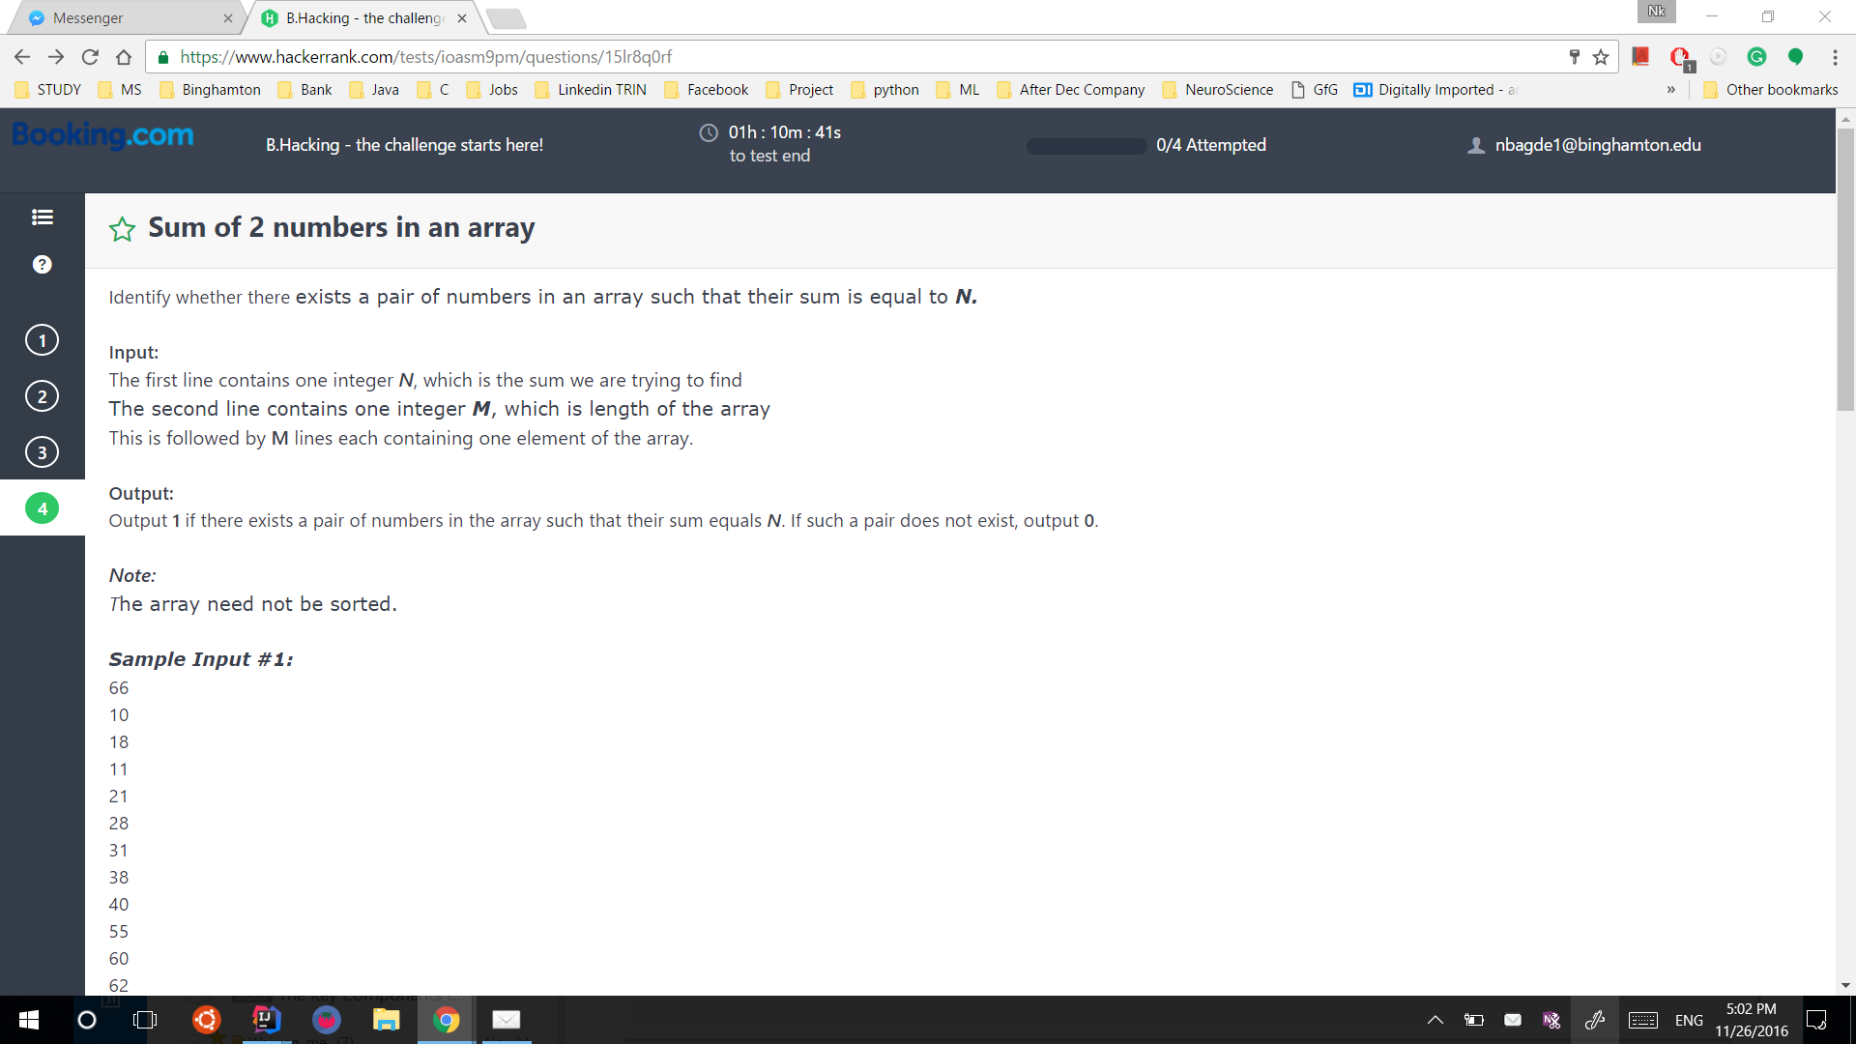 Messenger
B.Hacking - the challeng
Nk
https://www.hackerrank.com/tests/ioasm9pm/questions/15lr8q0rf
1
STUDY MS Binghamton Bank Java C Jobs Linkedin TRIN Facebook Project python ML After Dec Company NeuroScience GfG DI Digitally Imported - » Other bookmarks
Booking.com
B.Hacking - the challenge starts here!
01h : 10m : 41s
to test end
0/4 Attempted
nbagde1@binghamton.edu
Sum of 2 numbers in an array
?
1
2
3
4
Identify whether there exists a pair of numbers in an array such that their sum is equal to N.
Input:
The first line contains one integer N, which is the sum we are trying to find
The second line contains one integer M, which is length of the array
This is followed by M lines each containing one element of the array.
Output:
Output 1 if there exists a pair of numbers in the array such that their sum equals N. If such a pair does not exist, output 0.
Note:
The array need not be sorted.
Sample Input #1:
66
10
18
11
21
28
31
38
40
55
60
62
IJ
ENG
5:02 PM
11/26/2016